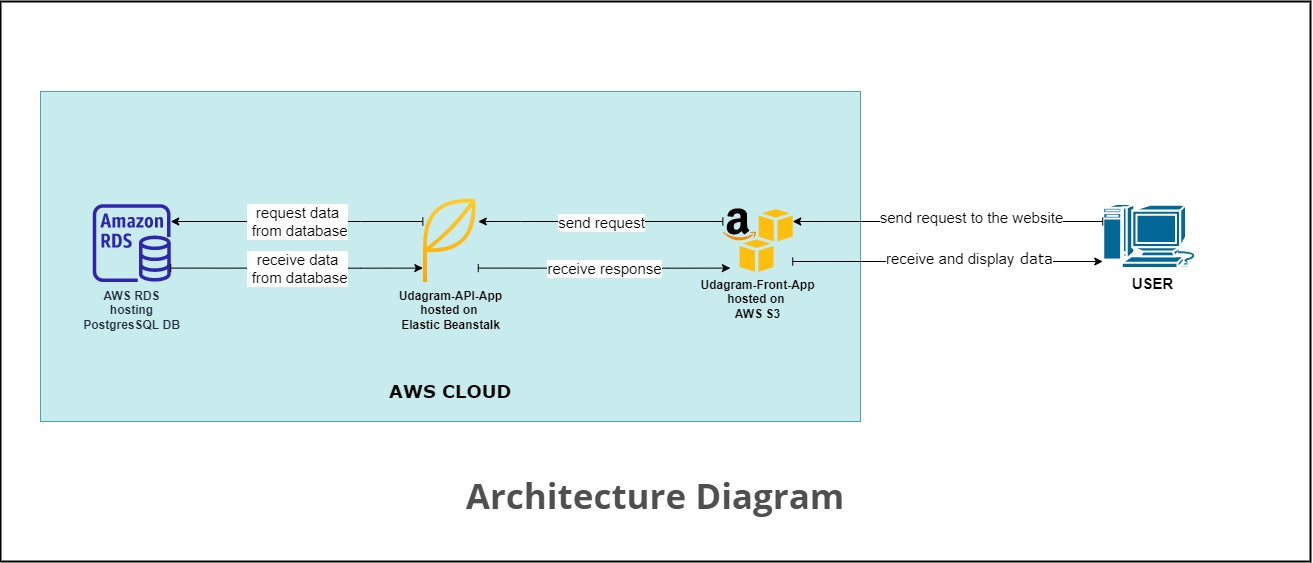 Amazon
RDS
request data
from database
receive data
from database
AWS RDS
hosting
PostgresSQL DB
Udagram-API-App
hosted on
Elastic Beanstalk
send request
receive response
a
Udagram-Front-App
hosted on
AWS S3
send request to the website
receive and display data
USER
AWS CLOUD
Architecture Diagram